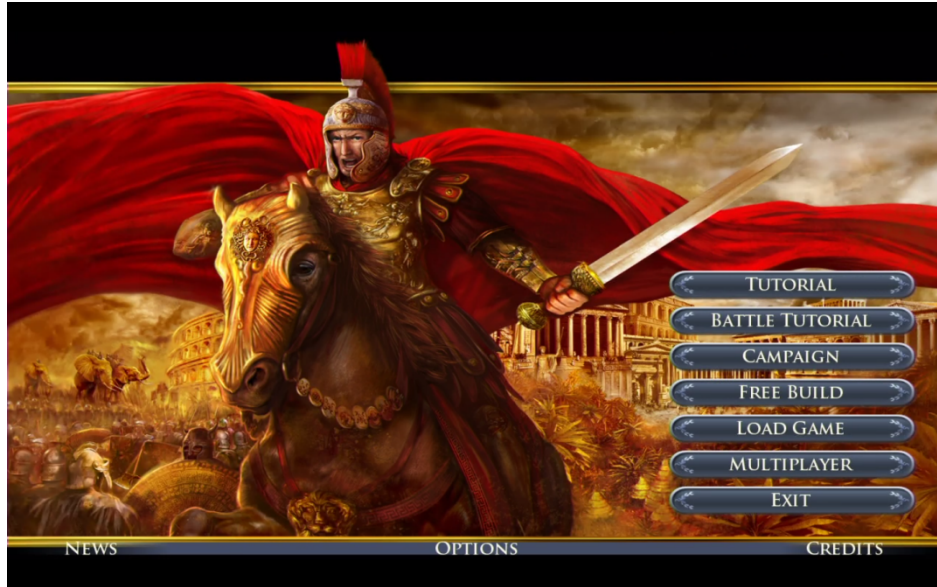 Tutorial
Battle Tutorial
Campaign
Free Build
Load Game
Multiplayer
Exit
News
Options
Credits